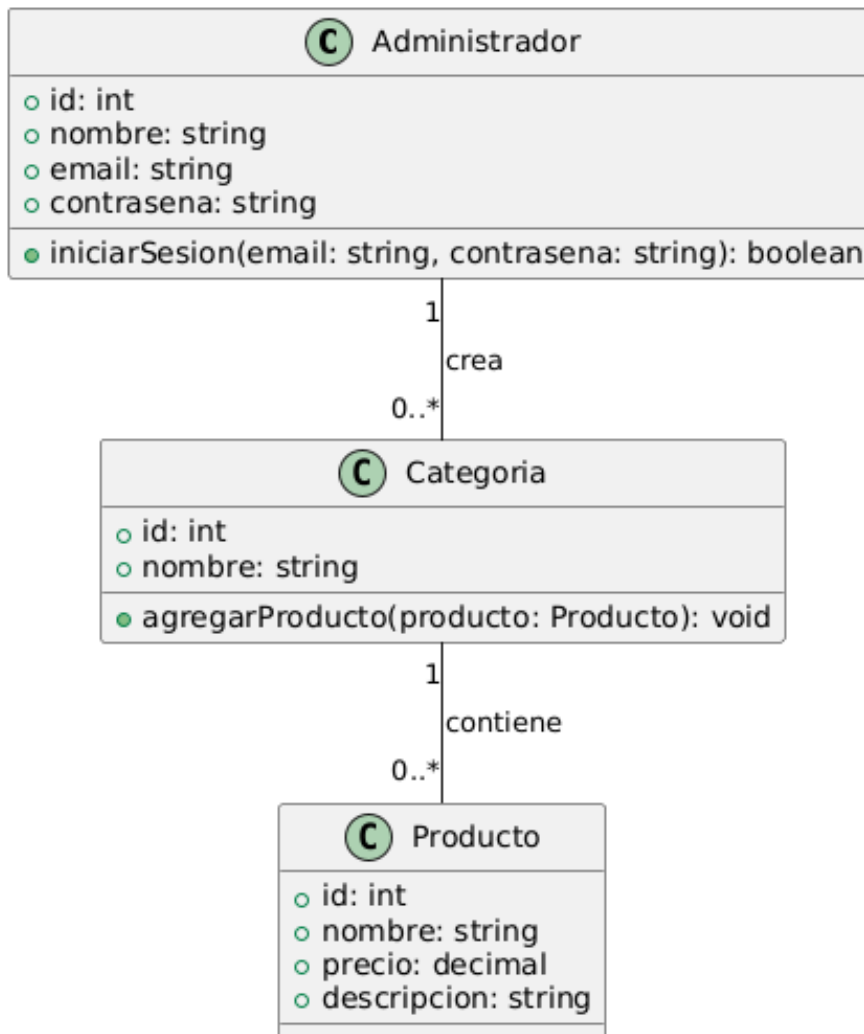 C Administrador
id: int
nombre: string
email: string
contrasena: string
iniciarSesion(email: string, contrasena: string): boolean
1
crea
0..*
C Categoria
id: int
nombre: string
agregarProducto(producto: Producto): void
1
contiene
0..*
C Producto
id: int
nombre: string
precio: decimal
descripcion: string